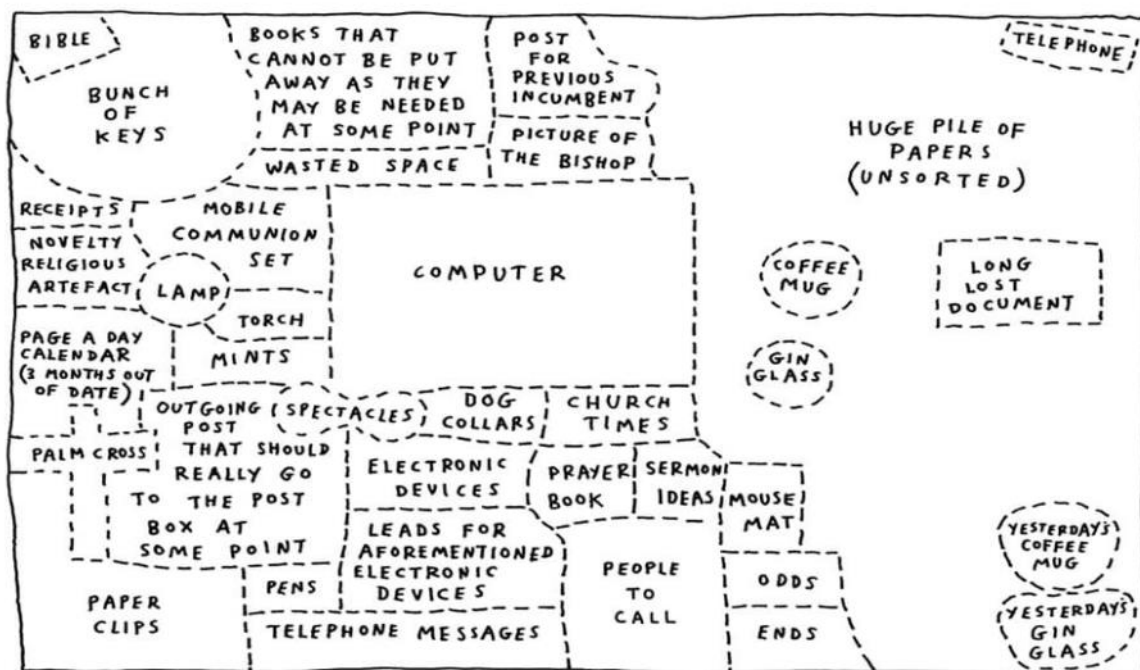 BIBLE
BUNCH
OF
KEYS
BOOKS THAT
CANNOT BE PUT
AWAY AS THEY
MAY BE NEEDED
AT SOME POINT
POST
FOR
PREVIOUS
INCUMBENT
TELEPHONE
WASTED SPACE
PICTURE OF
THE BISHOP
HUGE PILE OF
PAPERS
(UNSORTED)
RECEIPTS
NOVELTY
RELIGIOUS
ARTEFACT
MOBILE
COMMUNION
SET
LAMP
TORCH
MINTS
COMPUTER
COFFEE
MUG
LONG
LOST
DOCUMENT
GIN
GLASS
PAGE A DAY
CALENDAR
(3 MONTHS OUT
OF DATE)
PALM CROSS
OUTGOING
POST
THAT SHOULD
REALLY GO
TO THE POST
BOX AT
SOME POINT
SPECTACLES
DOG
COLLARS
CHURCH
TIMES
ELECTRONIC
DEVICES
PRAYER
BOOK
SERMON
IDEAS
MOUSE
MAT
LEADS FOR
AFOREMENTIONED
ELECTRONIC
DEVICES
PAPER
CLIPS
PENS
TELEPHONE MESSAGES
PEOPLE
TO
CALL
ODDS
ENDS
YESTERDAY'S
COFFEE
MUG
YESTERDAY'S
GIN
GLASS